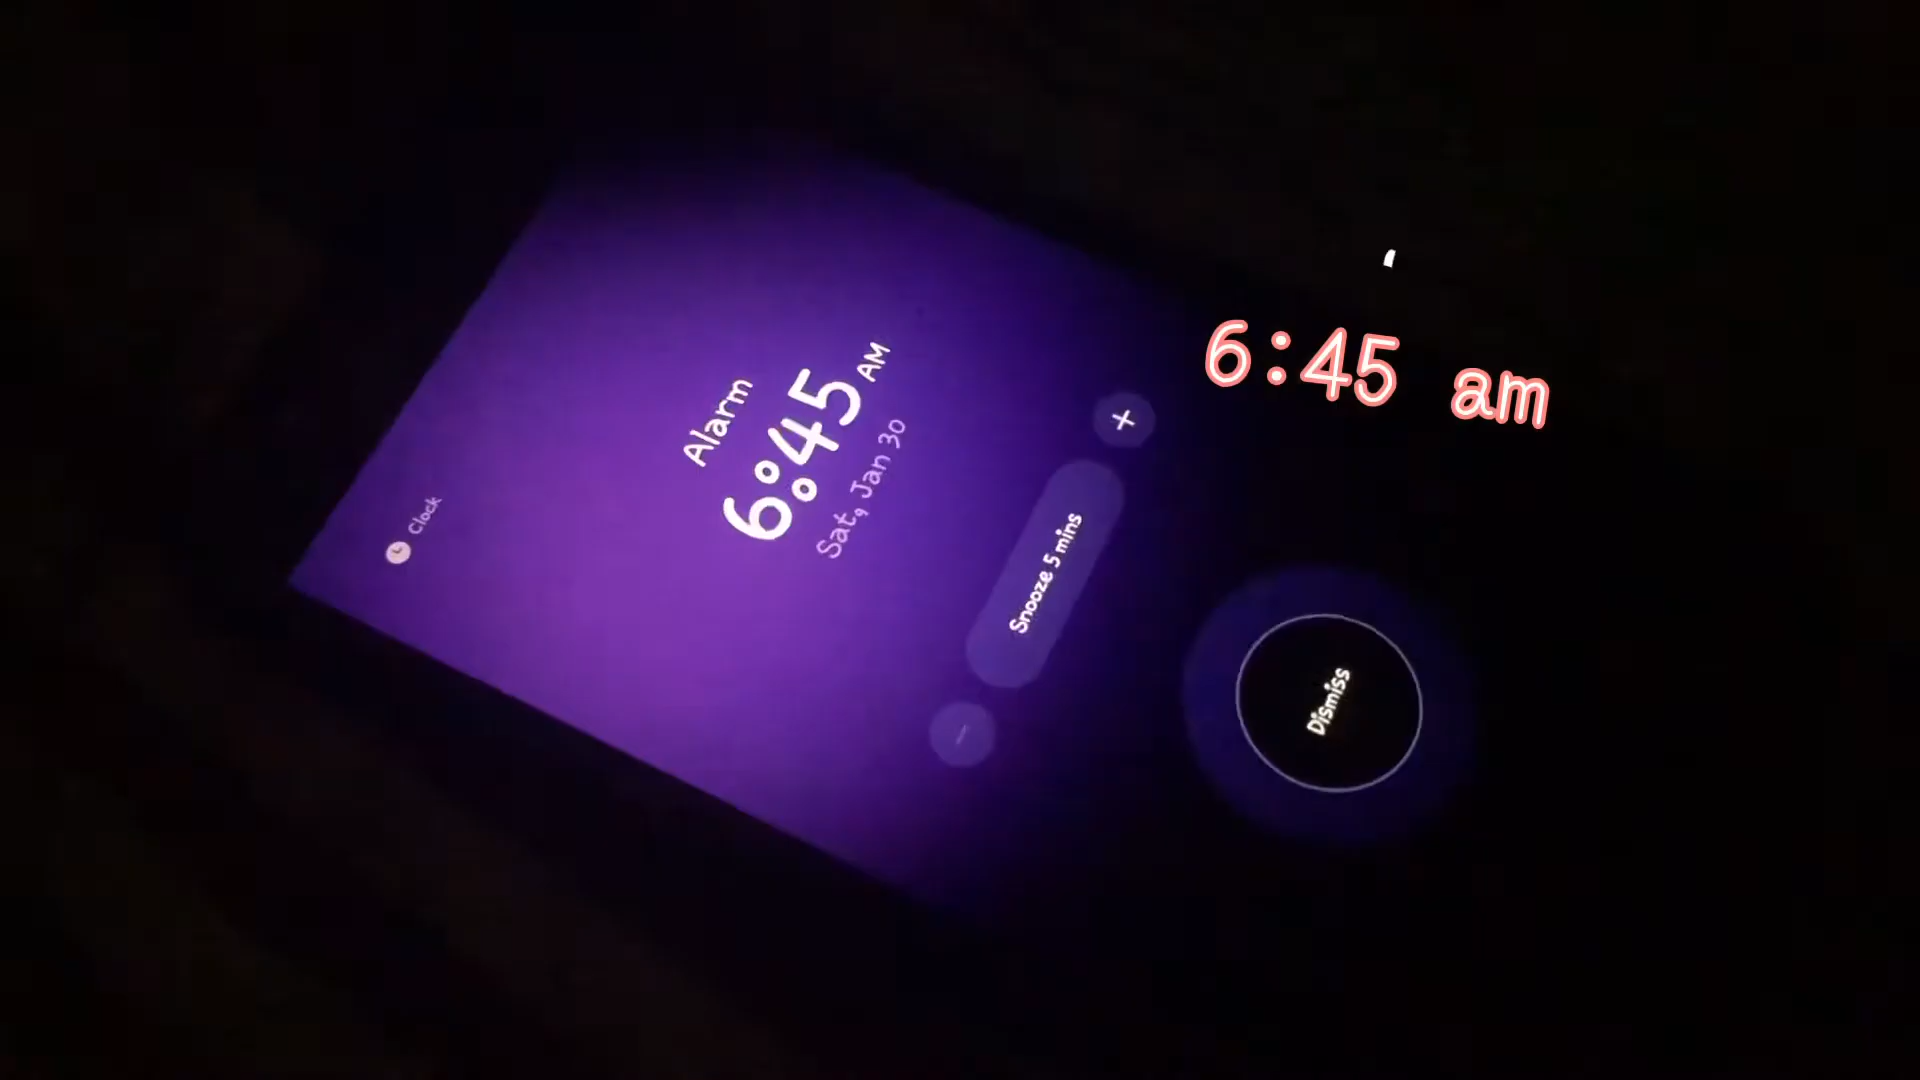 Clock
Alarm
6:45 AM
Sat, Jan 30
Snooze 5 mins
Dismiss
6:45 am